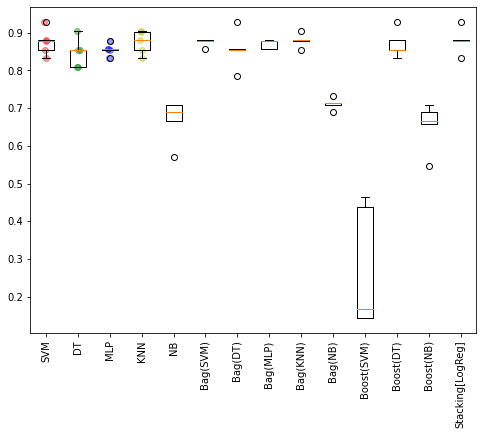 0.9
0.8
0.7
0.6
0.5
0.4
0.3
0.2
SVM
DT
MLP
KNN
NB
Bag(SVM)
Bag(DT)
Bag(MLP)
Bag(KNN)
Bag(NB)
Boost(SVM)
Boost(DT)
Boost(NB)
Stacking[LogReg]